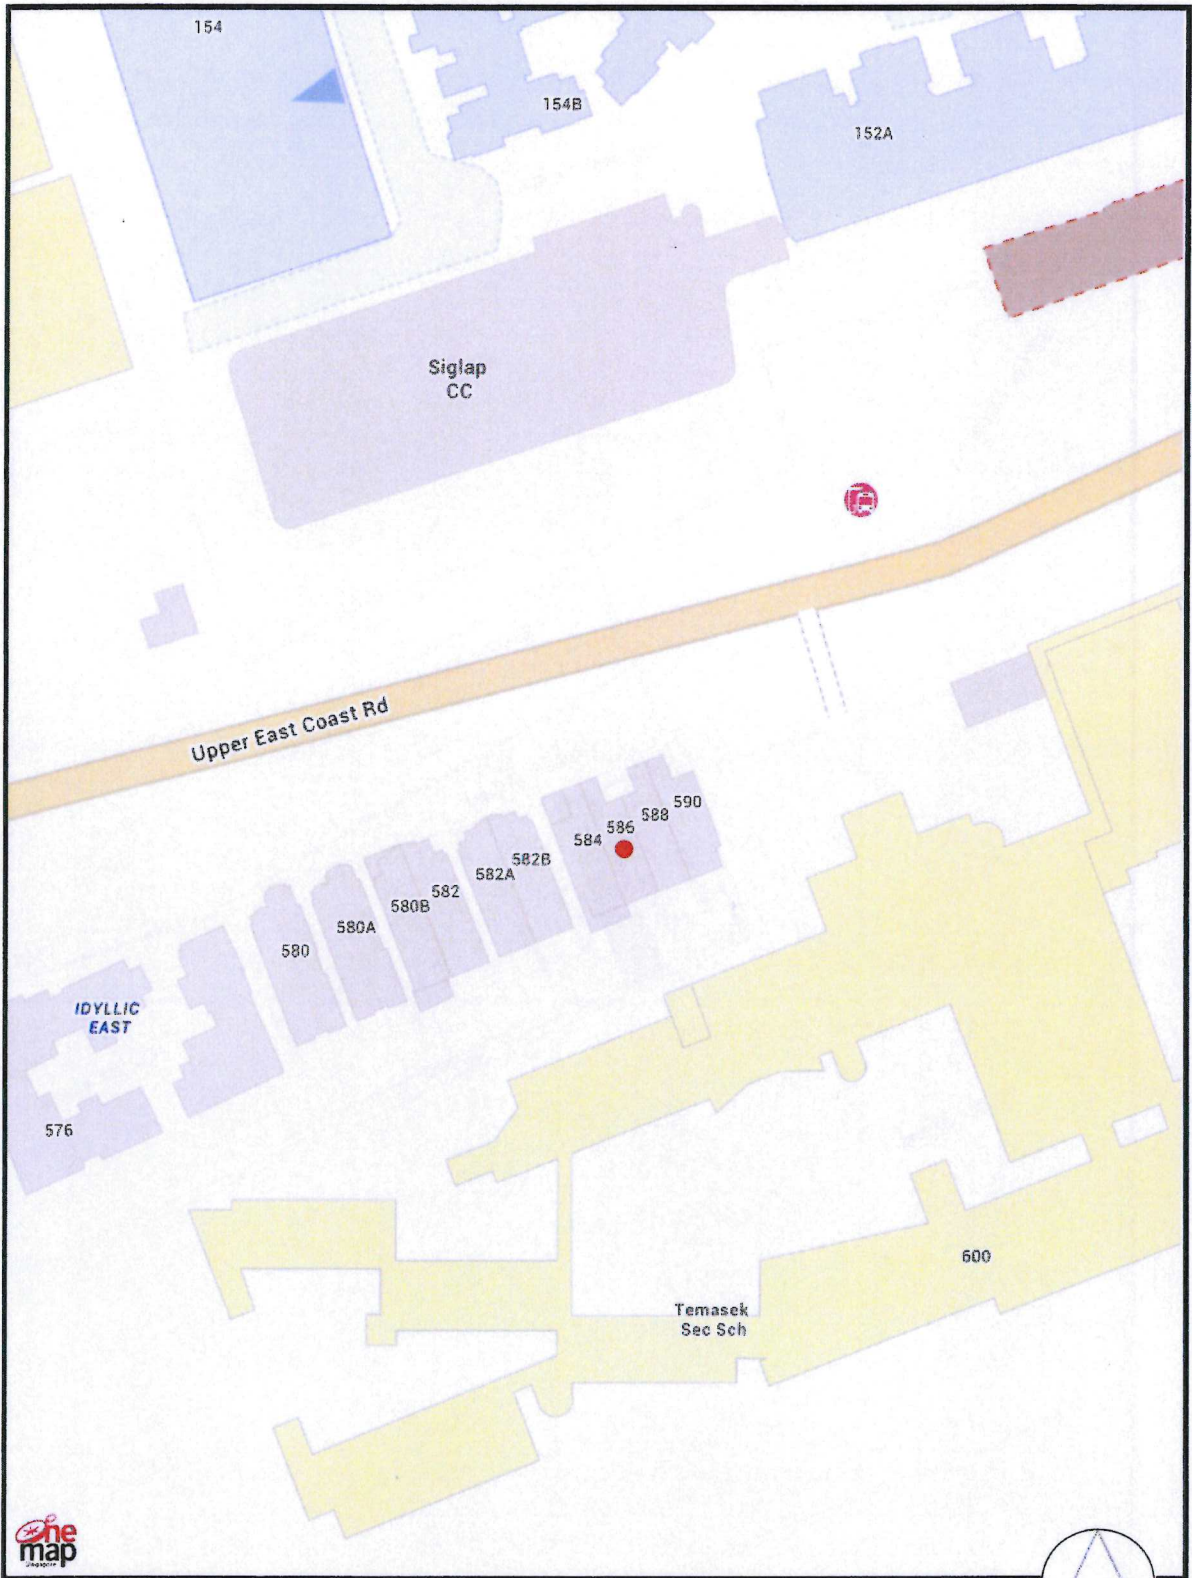 154
154B
152A
Siglap
CC
Upper East Coast Rd
590
588
586
584
582B
582A
582
580B
580A
580
IDYLLIC
EAST
576
600
Temasek
Sec Sch
One
map
Singapore